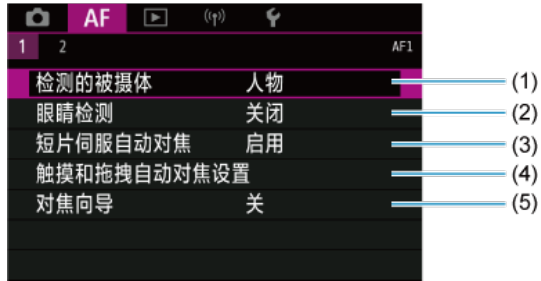 AF
1 2 AF1
检测的被摄体 人物 (1)
眼睛检测 关闭 (2)
短片伺服自动对焦 启用 (3)
触摸和拖拽自动对焦设置 (4)
对焦向导 关 (5)